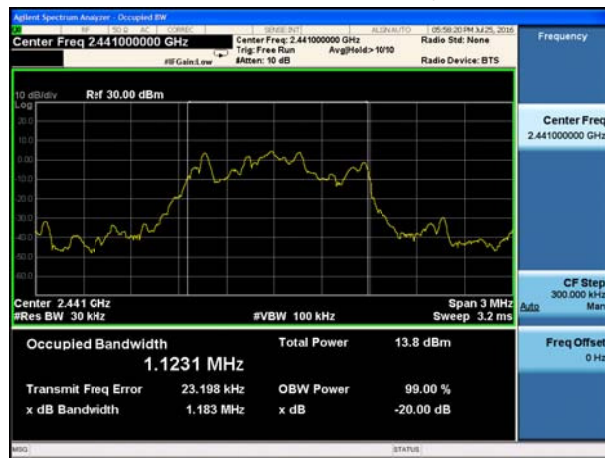 Agilent Spectrum Analyzer - Occupied BW
RF 50 Ω AC CORREC SENSE:INT ALIGNAUTO 05:58:20 PM Jul 25, 2016
Center Freq 2.441000000 GHz Center Freq: 2.441000000 GHz Radio Std: None Frequency
Trig: Free Run Avg|Hold:> 10/10
#IFGain:Low #Atten: 10 dB Radio Device: BTS
10 dB/div Ref 30.00 dBm
Log
20.0
10.0
0.00
10.0
20.0
30.0
40.0
50.0
60.0
Center Freq
2.441000000 GHz
Center 2.441 GHz Span 3 MHz
#Res BW 30 kHz #VBW 100 kHz Sweep 3.2 ms
CF Step
300.000 kHz
Auto Man
Occupied Bandwidth Total Power 13.8 dBm
1.1231 MHz
Transmit Freq Error 23.198 kHz OBW Power 99.00 %
x dB Bandwidth 1.183 MHz x dB -20.00 dB
Freq Offset
0 Hz
MSG STATUS